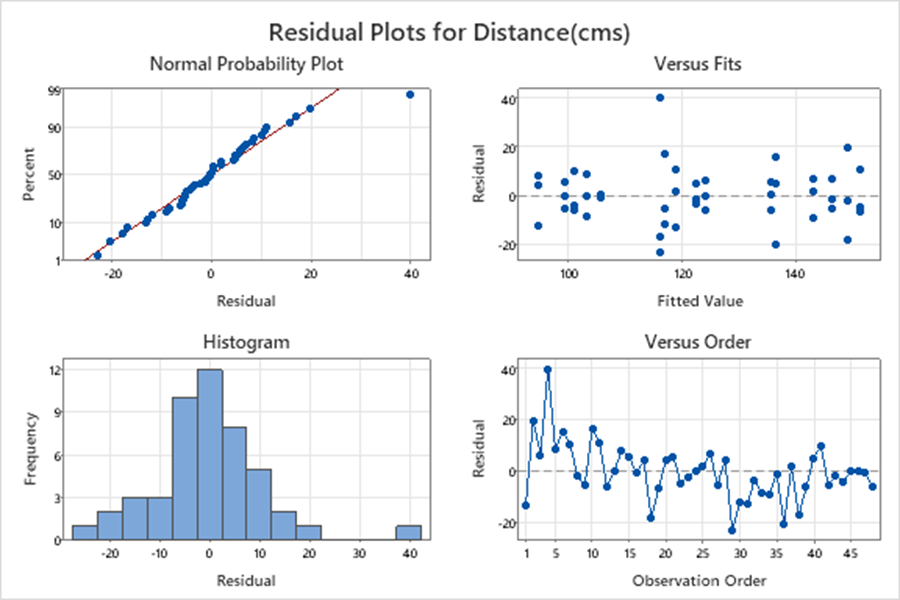 Residual Plots for Distance(cms)
Normal Probability Plot
Percent
99
90
50
10
1
-20 0 20 40
Residual
Versus Fits
Residual
40
20
0
-20
100 120 140
Fitted Value
Histogram
Frequency
12
9
6
3
0
-20 -10 0 10 20 30 40
Residual
Versus Order
Residual
40
20
0
-20
1 5 10 15 20 25 30 35 40 45
Observation Order